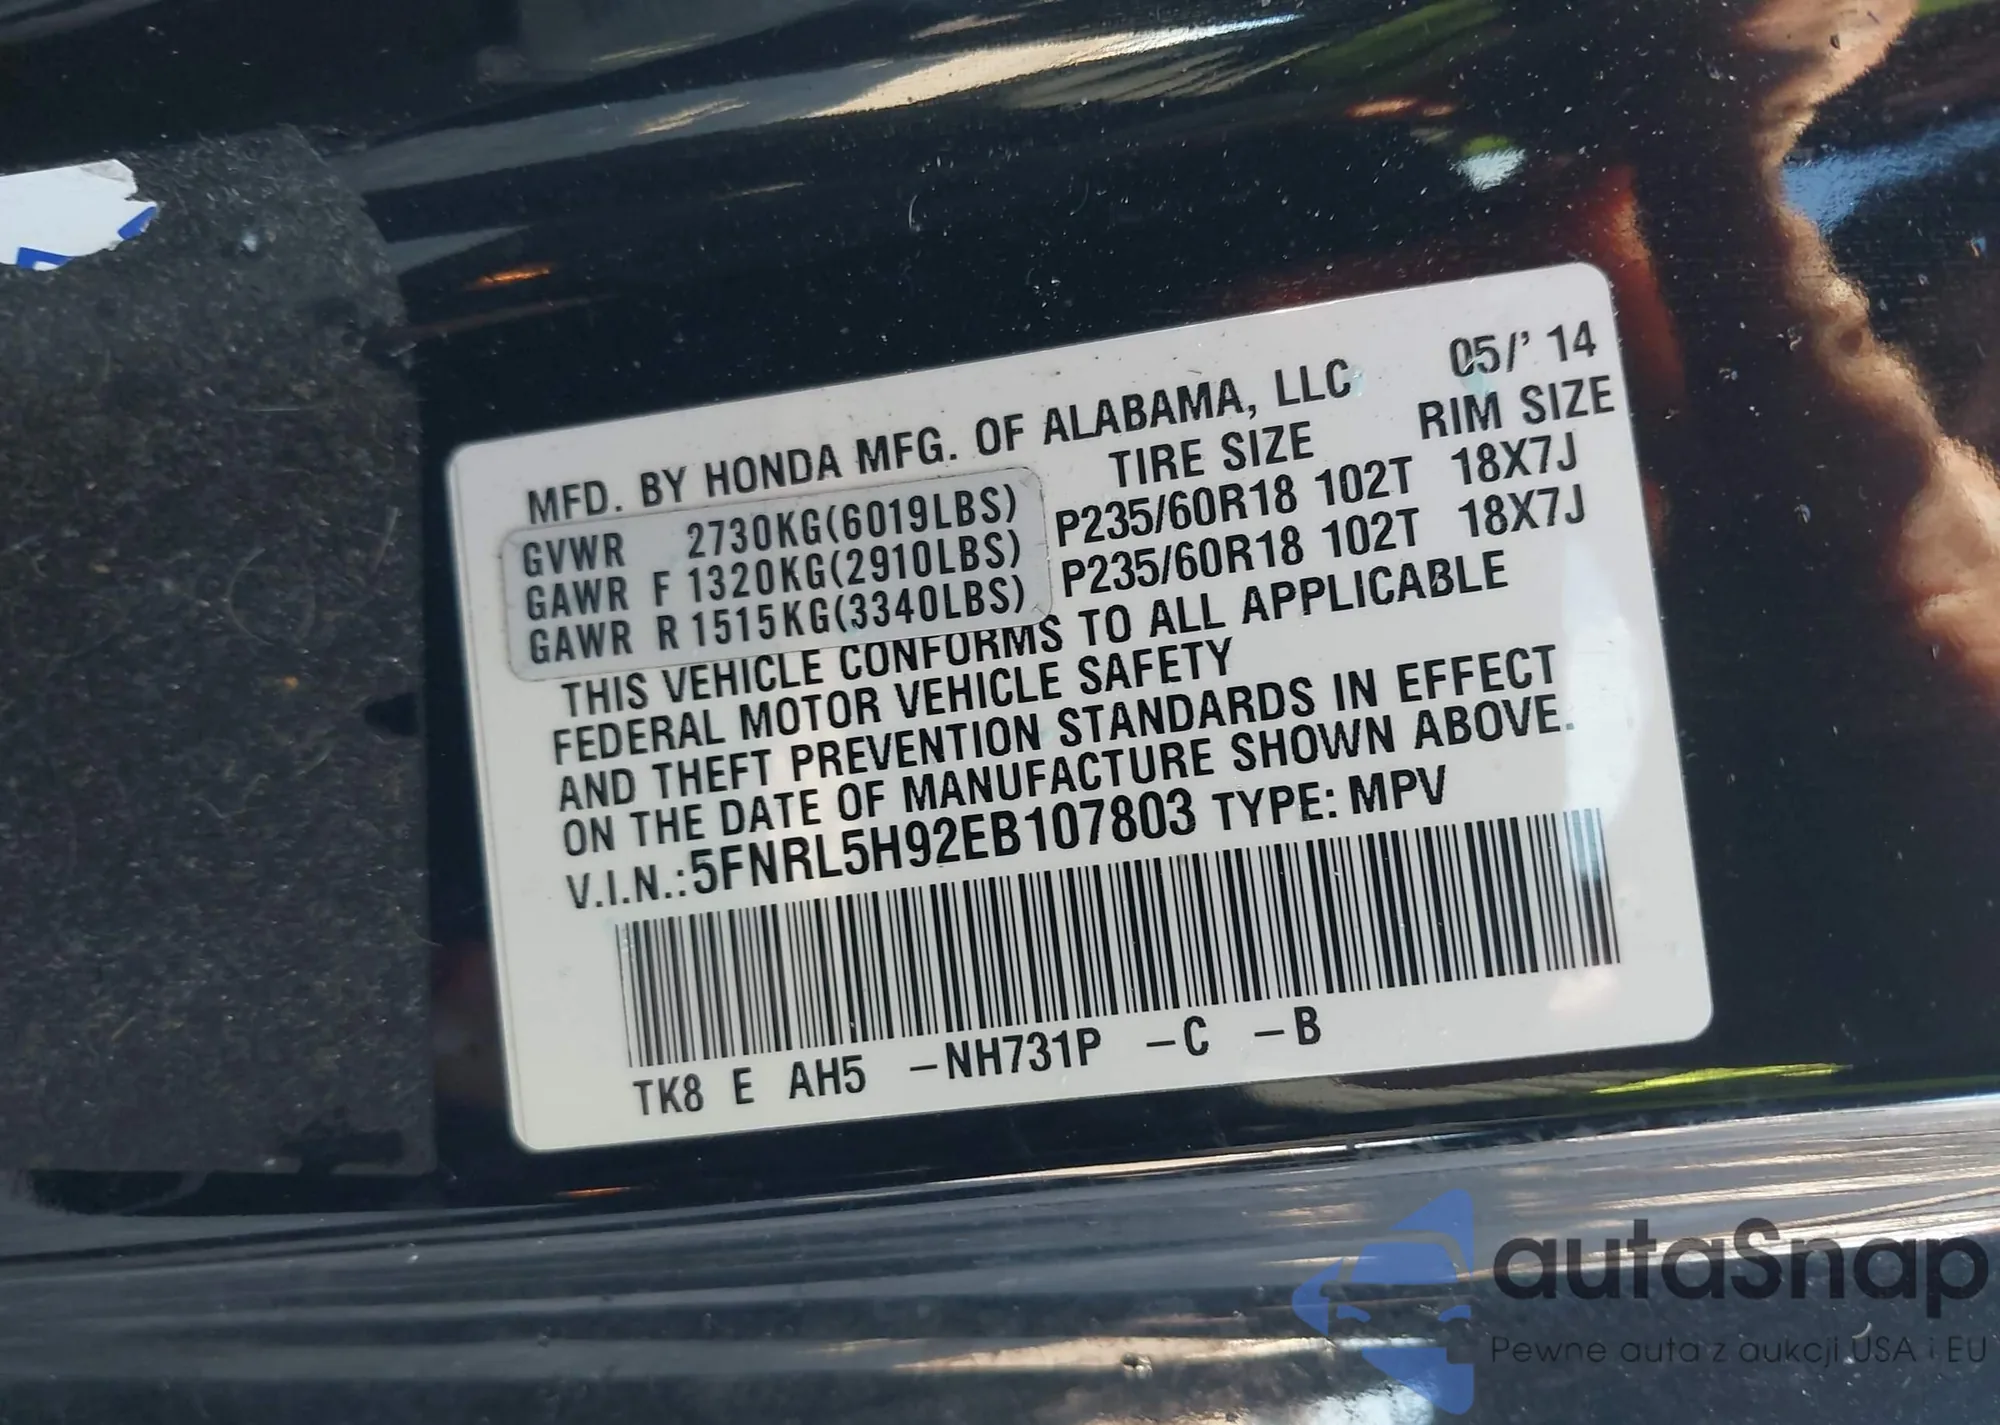 MFD. BY HONDA MFG. OF ALABAMA, LLC 05/' 14
TIRE SIZE RIM SIZE
GVWR 2730KG(6019LBS) P235/60R18 102T 18X7J
GAWR F 1320KG(2910LBS) P235/60R18 102T 18X7J
GAWR R 1515KG(3340LBS)
THIS VEHICLE CONFORMS TO ALL APPLICABLE
FEDERAL MOTOR VEHICLE SAFETY
AND THEFT PREVENTION STANDARDS IN EFFECT
ON THE DATE OF MANUFACTURE SHOWN ABOVE.
V.I.N.:5FNRL5H92EB107803 TYPE: MPV
TK8 E AH5 –NH731P –C –B
autaSnap
Pewne auta z aukcji USA i EU